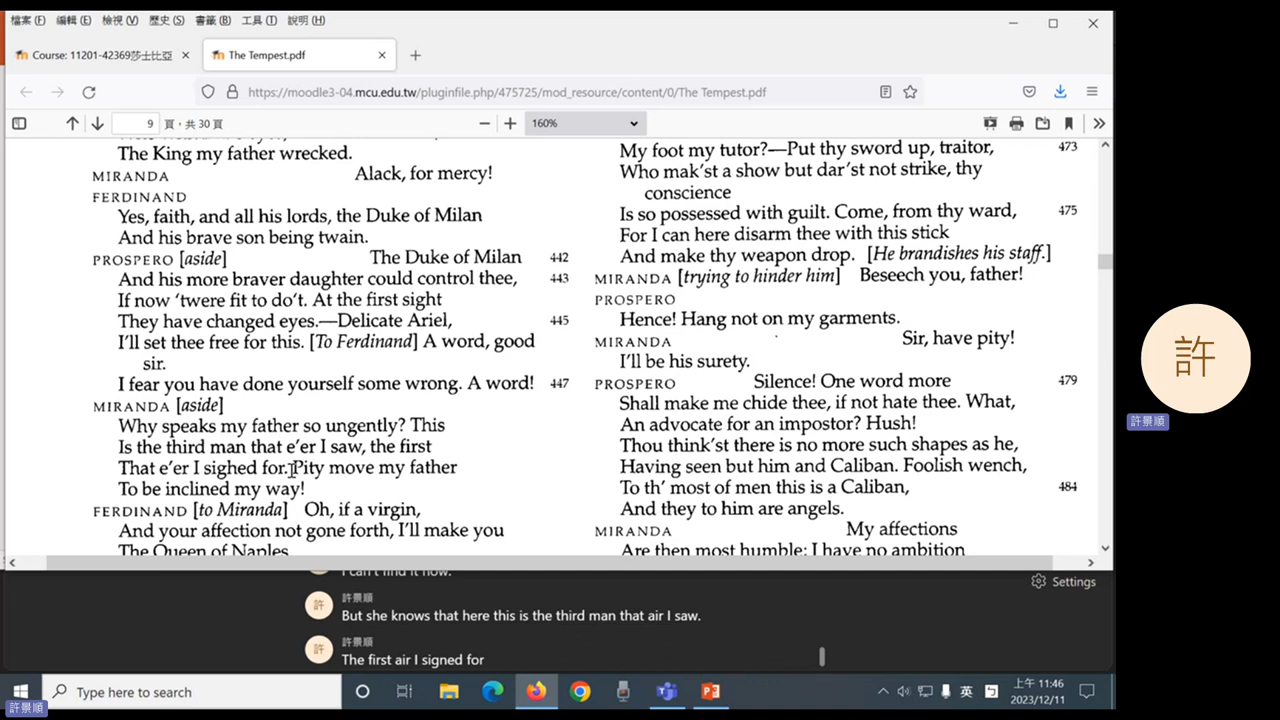 檔案(F) 編輯(E) 檢視(V) 歷史(S) 書籤(B) 工具(T) 說明(H)
Course: 11201-42369莎士比亞
The Tempest.pdf
https://moodle3-04.mcu.edu.tw/pluginfile.php/475725/mod_resource/content/0/The Tempest.pdf
9 頁，共 30 頁
160%
The King my father wrecked.
MIRANDA Alack, for mercy!
FERDINAND
Yes, faith, and all his lords, the Duke of Milan
And his brave son being twain.
PROSPERO [aside] The Duke of Milan 442
And his more braver daughter could control thee, 443
If now 'twere fit to do't. At the first sight
They have changed eyes.—Delicate Ariel, 445
I'll set thee free for this. [To Ferdinand] A word, good
sir.
I fear you have done yourself some wrong. A word! 447
MIRANDA [aside]
Why speaks my father so ungently? This
Is the third man that e'er I saw, the first
That e'er I sighed for. Pity move my father
To be inclined my way!
FERDINAND [to Miranda] Oh, if a virgin,
And your affection not gone forth, I'll make you
The Queen of Naples
My foot my tutor?—Put thy sword up, traitor, 473
Who mak'st a show but dar'st not strike, thy
conscience
Is so possessed with guilt. Come, from thy ward, 475
For I can here disarm thee with this stick
And make thy weapon drop. [He brandishes his staff.]
MIRANDA [trying to hinder him] Beseech you, father!
PROSPERO
Hence! Hang not on my garments.
MIRANDA Sir, have pity!
I'll be his surety.
PROSPERO Silence! One word more 479
Shall make me chide thee, if not hate thee. What,
An advocate for an impostor? Hush!
Thou think'st there is no more such shapes as he,
Having seen but him and Caliban. Foolish wench,
To th' most of men this is a Caliban, 484
And they to him are angels.
MIRANDA My affections
Are then most humble; I have no ambition
I can't find it now.
Settings
許 許景順
But she knows that here this is the third man that air I saw.
許 許景順
The first air I signed for
許
許景順
Type here to search
英
上午 11:46
2023/12/11
許景順